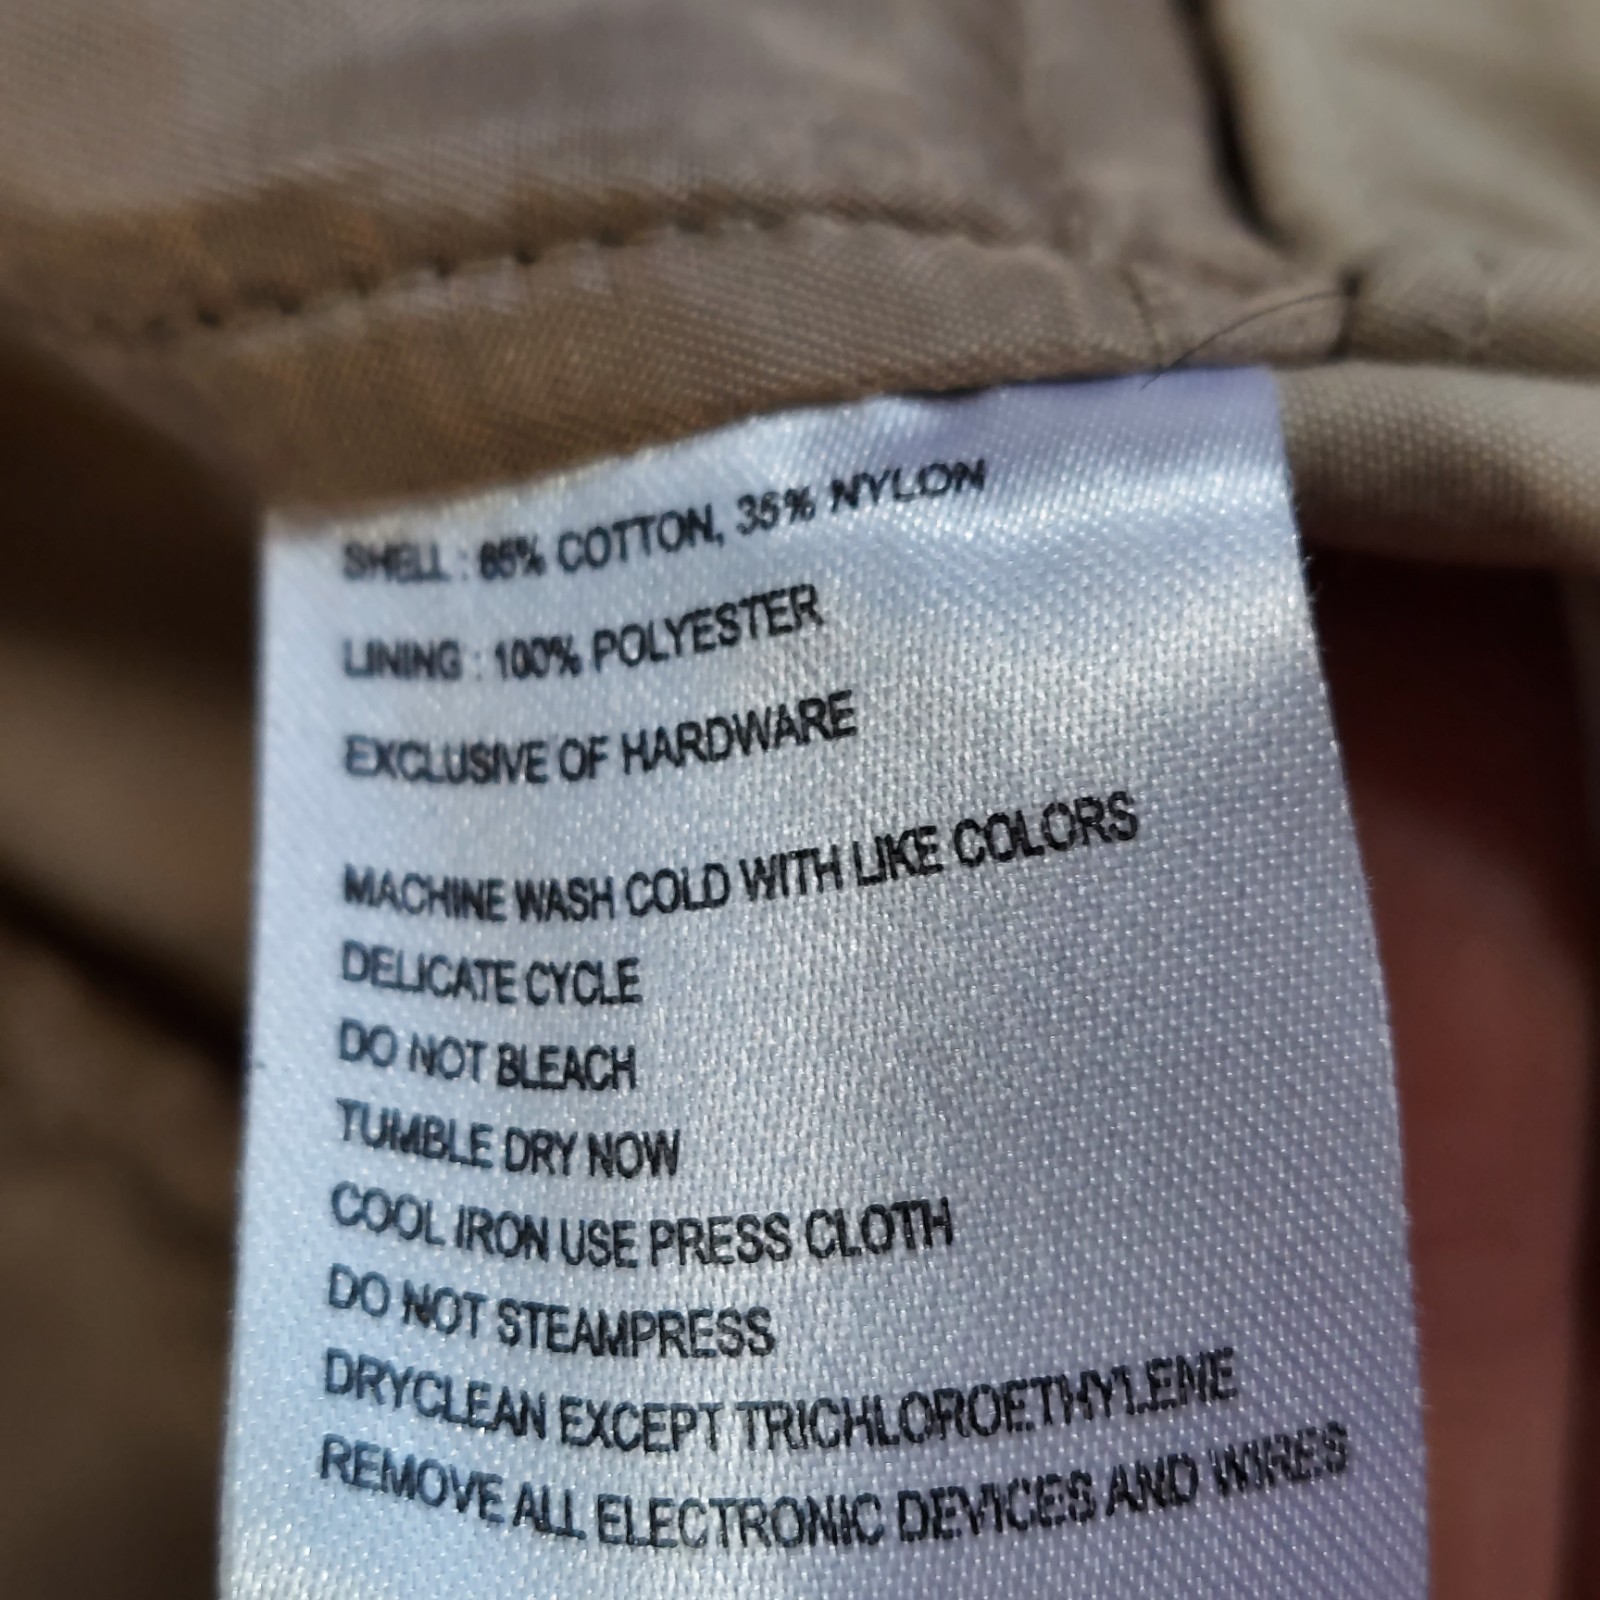 SHELL : 65% COTTON, 35% NYLON
LINING : 100% POLYESTER
EXCLUSIVE OF HARDWARE
MACHINE WASH COLD WITH LIKE COLORS
DELICATE CYCLE
DO NOT BLEACH
TUMBLE DRY NOW
COOL IRON USE PRESS CLOTH
DO NOT STEAMPRESS
DRYCLEAN EXCEPT TRICHLOROETHYLENE
REMOVE ALL ELECTRONIC DEVICES AND WIRES